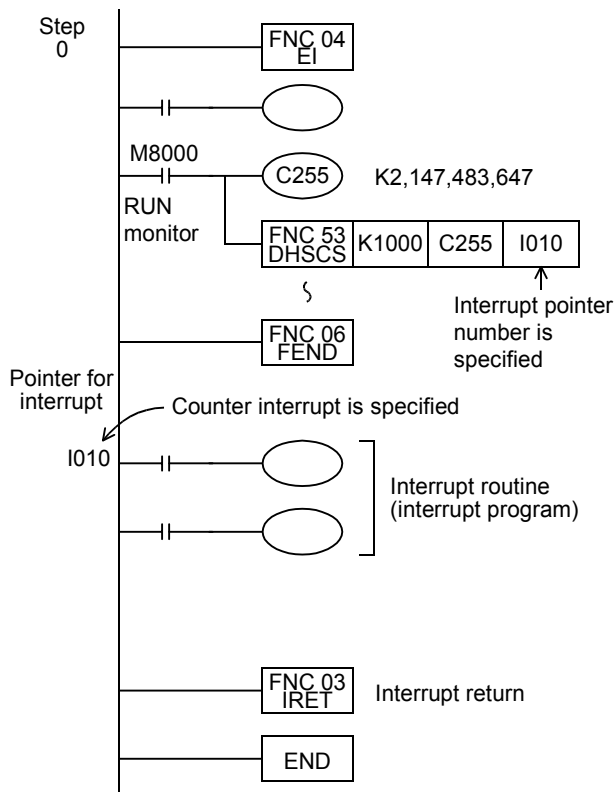 Step
0
FNC 04
EI
M8000
C255
K2,147,483,647
RUN
monitor
FNC 53
DHSCS
K1000
C255
I010
Interrupt pointer
number is
specified
FNC 06
FEND
Pointer for
interrupt
Counter interrupt is specified
I010
Interrupt routine
(interrupt program)
FNC 03
IRET
Interrupt return
END